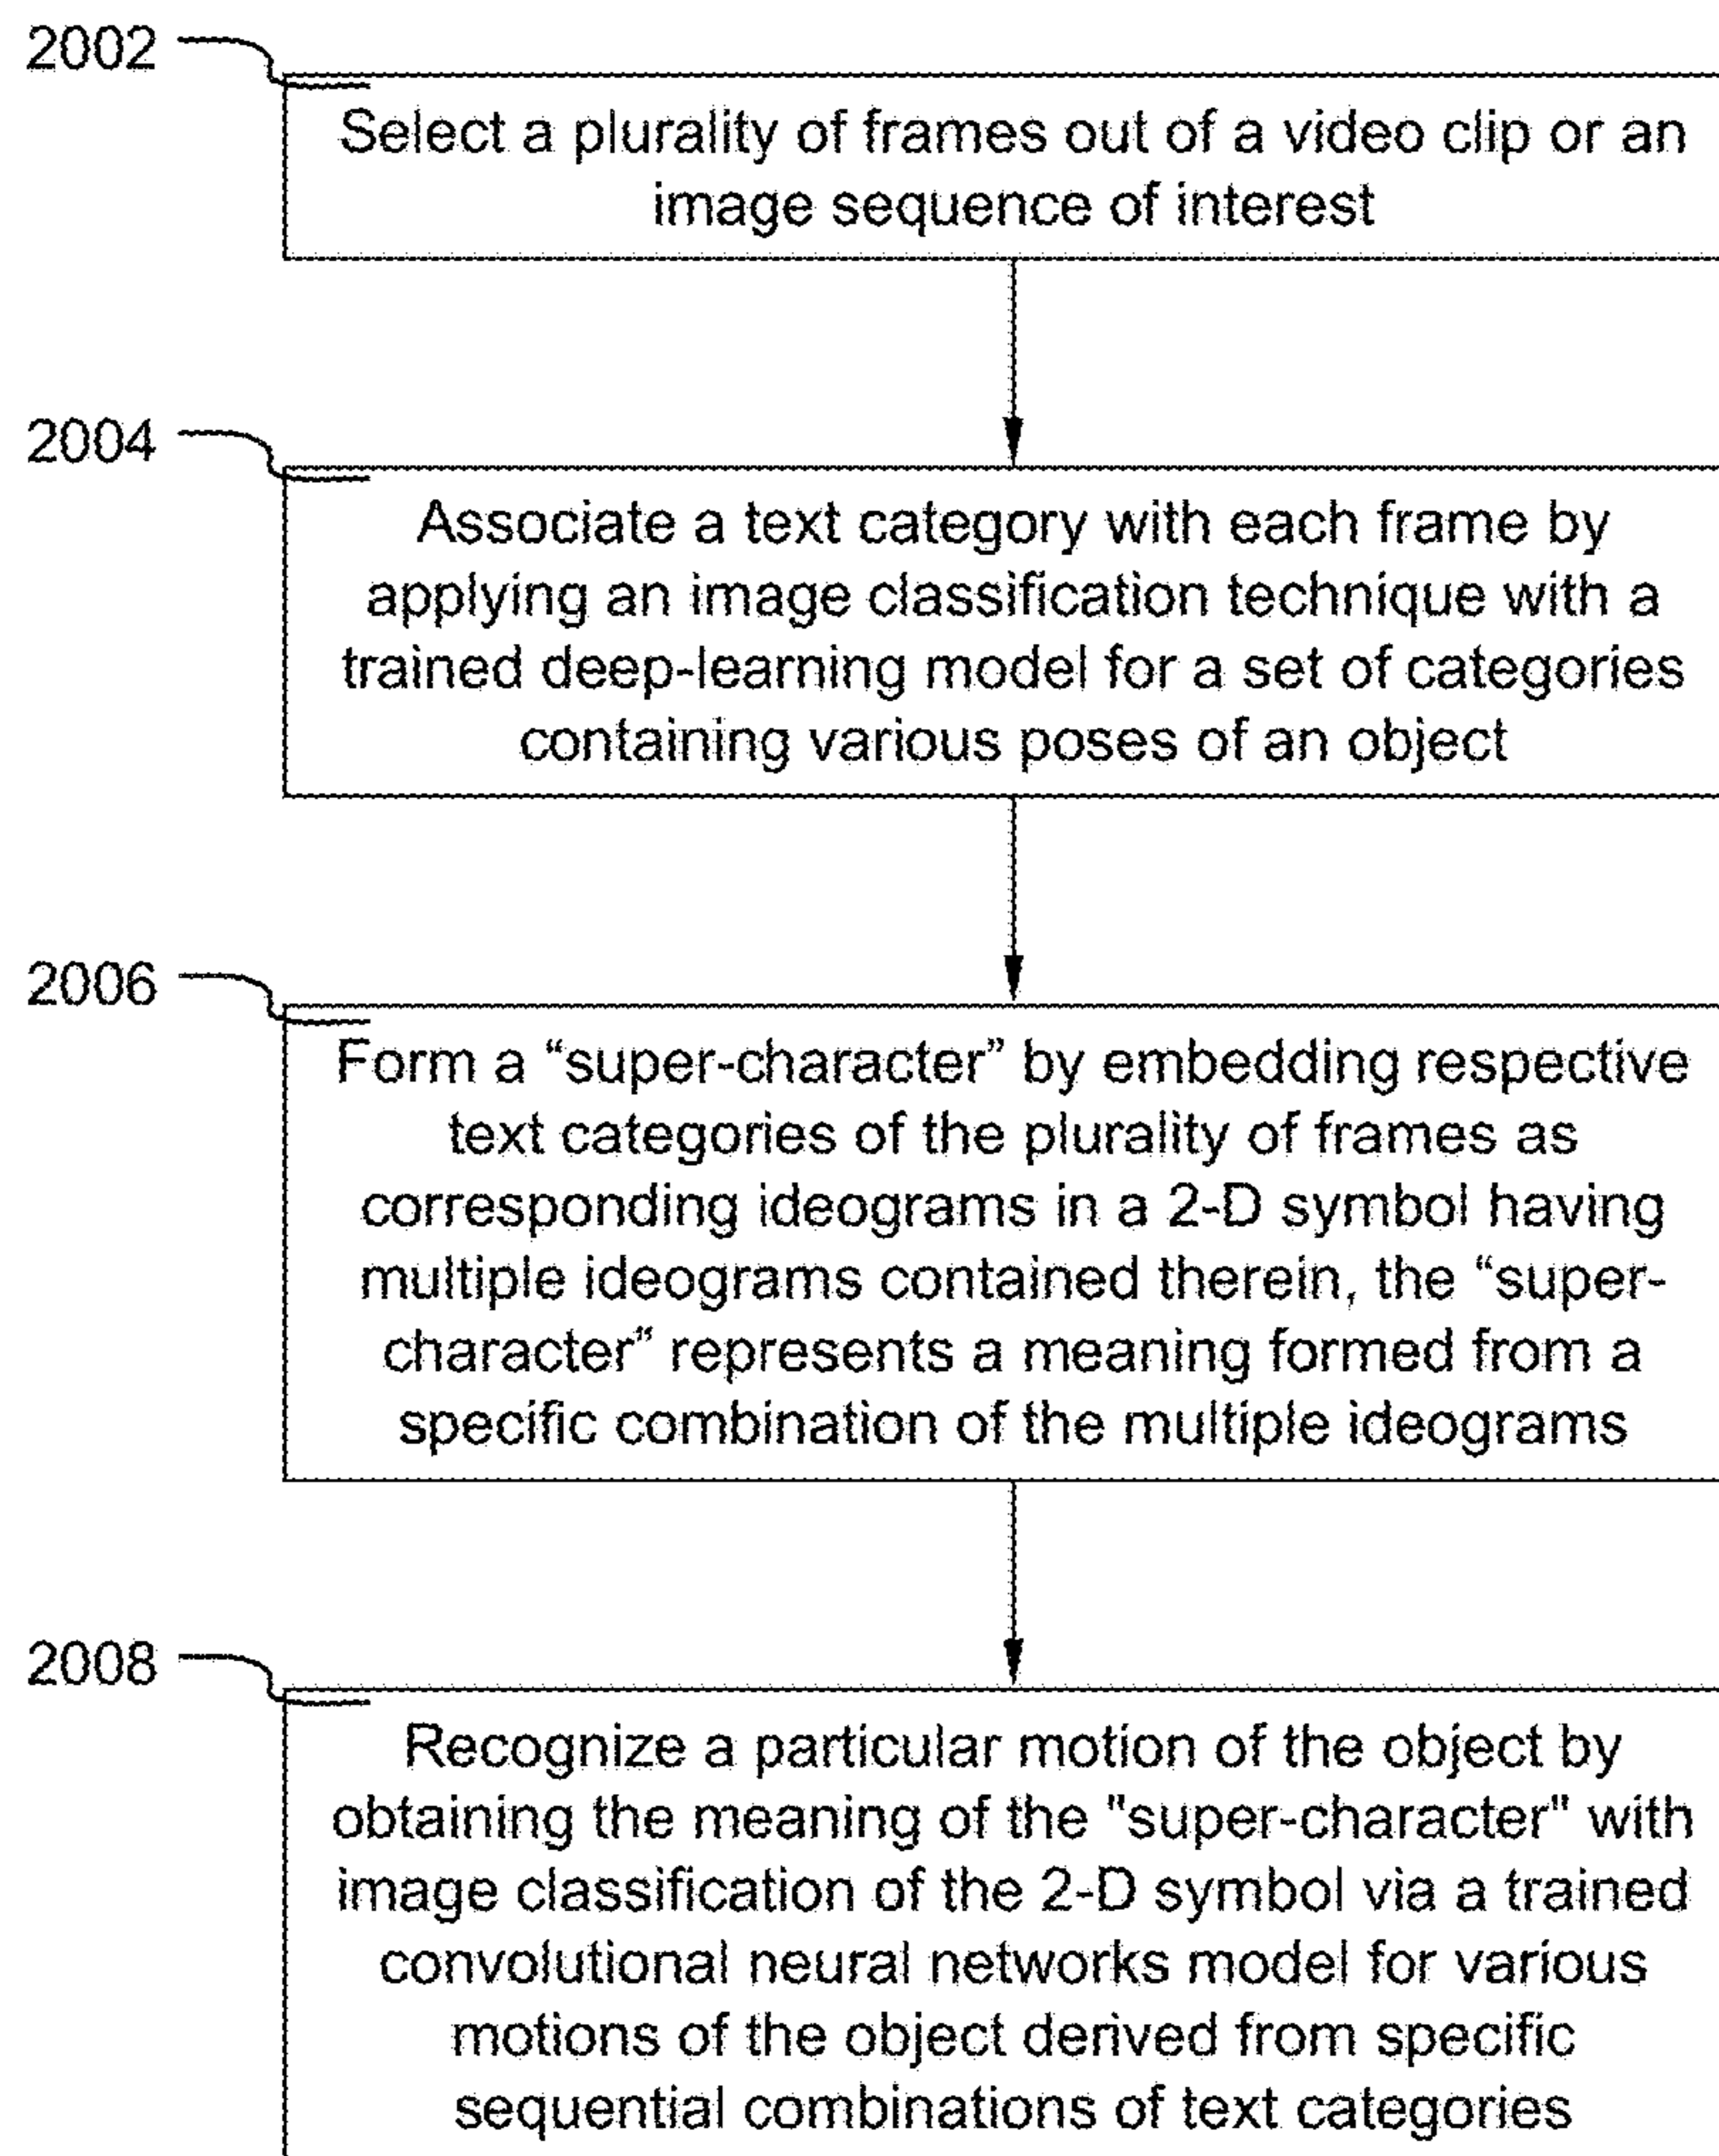 2002
Select a plurality of frames out of a video clip or an
image sequence of interest
2004
Associate a text category with each frame by
applying an image classification technique with a
trained deep-learning model for a set of categories
containing various poses of an object
2006
Form a “super-character” by embedding respective
text categories of the plurality of frames as
corresponding ideograms in a 2-D symbol having
multiple ideograms contained therein, the “super-
character” represents a meaning formed from a
specific combination of the multiple ideograms
2008
Recognize a particular motion of the object by
obtaining the meaning of the "super-character" with
image classification of the 2-D symbol via a trained
convolutional neural networks model for various
motions of the object derived from specific
sequential combinations of text categories